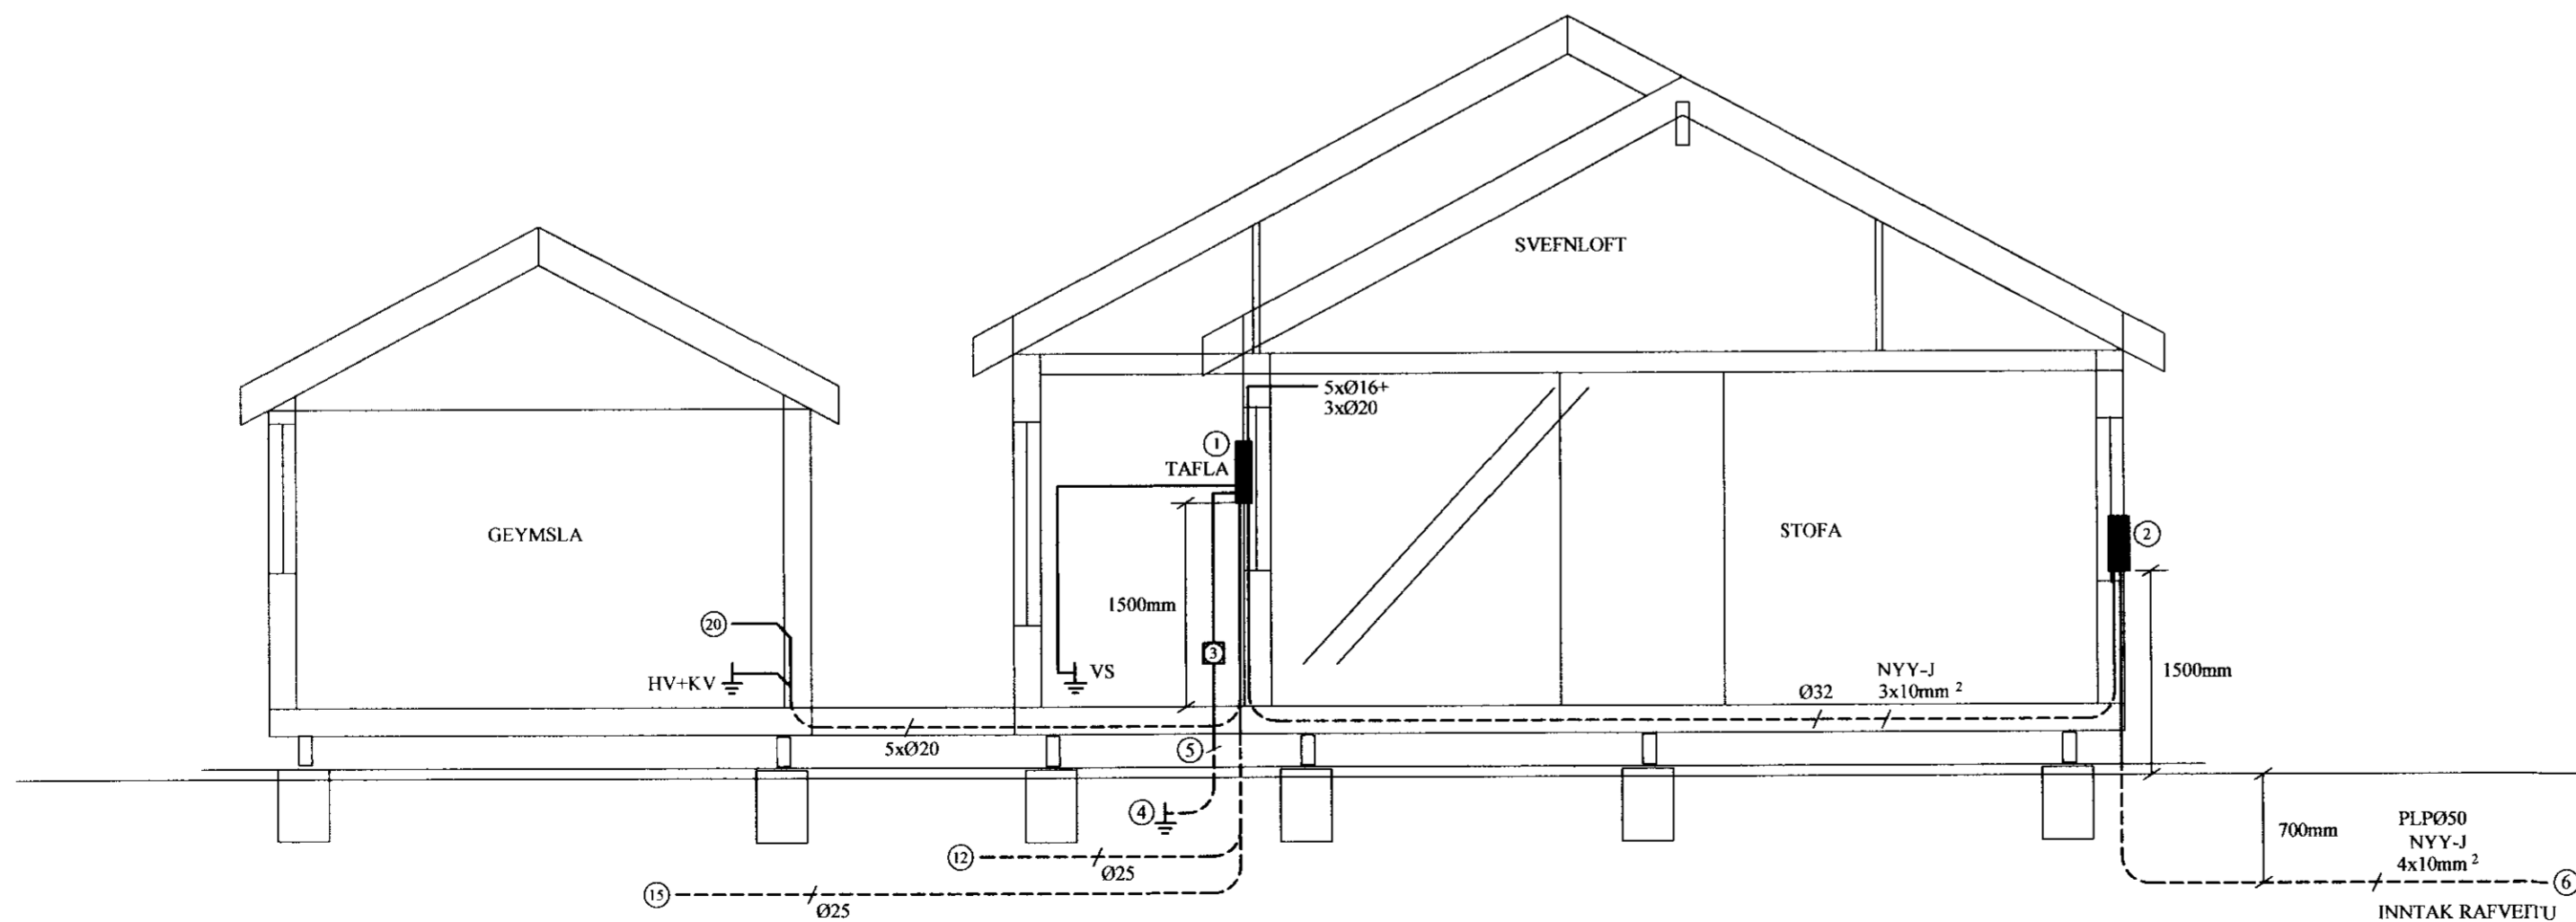 SVEFNLOFT
5xØ16+
3xØ20
1
TAFLA
GEYMSLA
STOFA
2
1500mm
20
3
HV+KV
VS
NYY-J
Ø32
3x10mm ²
1500mm
5xØ20
5
4
12
Ø25
15
Ø25
700mm
PLPØ50
NYY-J
4x10mm ²
6
INNTAK RAFVEITU